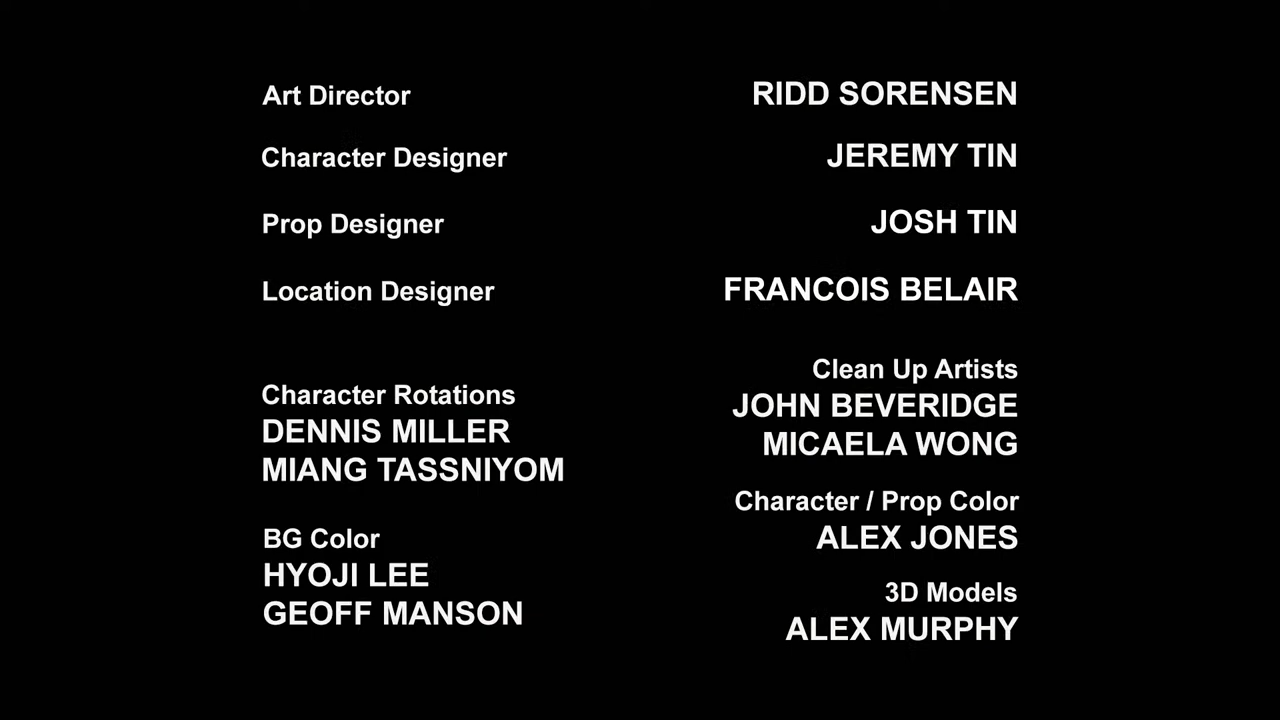 Art Director RIDD SORENSEN
Character Designer JEREMY TIN
Prop Designer JOSH TIN
Location Designer FRANCOIS BELAIR
Character Rotations
DENNIS MILLER
MIANG TASSNIYOM
BG Color
HYOJI LEE
GEOFF MANSON
Clean Up Artists
JOHN BEVERIDGE
MICAELA WONG
Character / Prop Color
ALEX JONES
3D Models
ALEX MURPHY